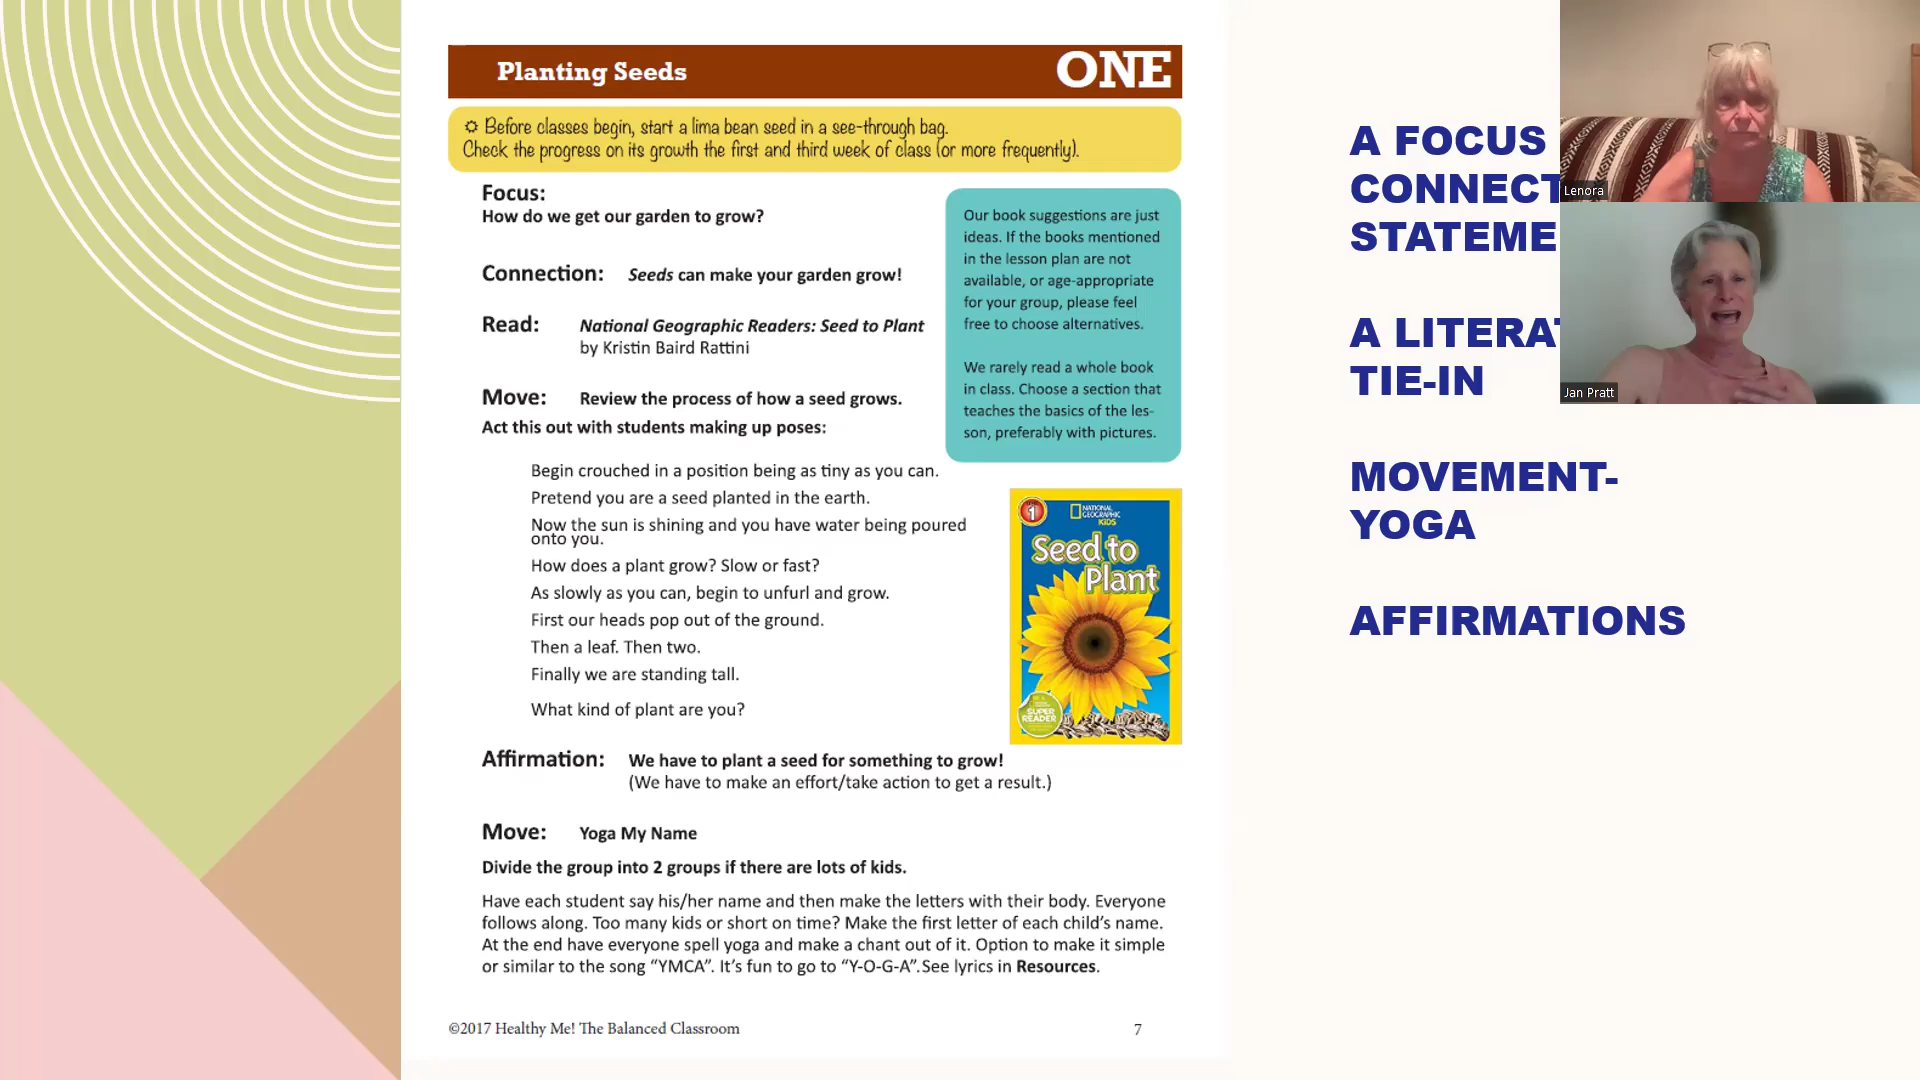 Planting Seeds
ONE
Before classes begin, start a lima bean seed in a see-through bag.
Check the progress on its growth the first and third week of class (or more frequently).
Focus:
How do we get our garden to grow?
Connection: Seeds can make your garden grow!
Read: National Geographic Readers: Seed to Plant
by Kristin Baird Rattini
Move: Review the process of how a seed grows.
Act this out with students making up poses:
Begin crouched in a position being as tiny as you can.
Pretend you are a seed planted in the earth.
Now the sun is shining and you have water being poured
onto you.
How does a plant grow? Slow or fast?
As slowly as you can, begin to unfurl and grow.
First our heads pop out of the ground.
Then a leaf. Then two.
Finally we are standing tall.
What kind of plant are you?
Our book suggestions are just
ideas. If the books mentioned
in the lesson plan are not
available, or age-appropriate
for your group, please feel
free to choose alternatives.
We rarely read a whole book
in class. Choose a section that
teaches the basics of the les-
son, preferably with pictures.
1
NATIONAL
GEOGRAPHIC
KIDS
Seed to
Plant
SUPER
READER
Affirmation: We have to plant a seed for something to grow!
(We have to make an effort/take action to get a result.)
Move: Yoga My Name
Divide the group into 2 groups if there are lots of kids.
Have each student say his/her name and then make the letters with their body. Everyone
follows along. Too many kids or short on time? Make the first letter of each child's name.
At the end have everyone spell yoga and make a chant out of it. Option to make it simple
or similar to the song "YMCA". It's fun to go to "Y-O-G-A".See lyrics in Resources.
©2017 Healthy Me! The Balanced Classroom
7
A FOCUS
CONNECT
STATEME
A LITERAT
TIE-IN
MOVEMENT-
YOGA
AFFIRMATIONS
Lenora
Jan Pratt